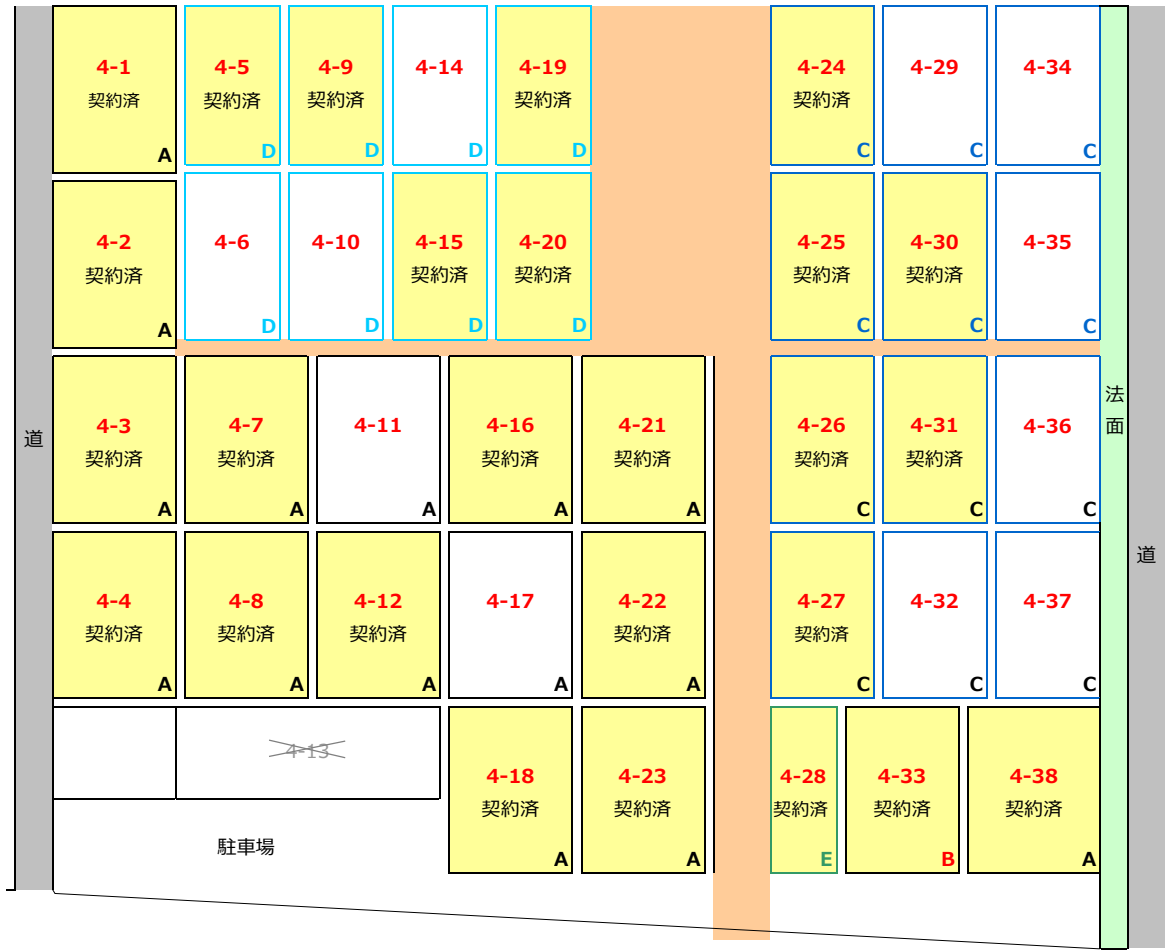 4-1
契約済
A
4-5
契約済
D
4-9
契約済
D
4-14
D
4-19
契約済
D
4-24
契約済
C
4-29
C
4-34
C
4-2
契約済
A
4-6
D
4-10
D
4-15
契約済
D
4-20
契約済
D
4-25
契約済
C
4-30
契約済
C
4-35
C
道
4-3
契約済
A
4-7
契約済
A
4-11
A
4-16
契約済
A
4-21
契約済
A
4-26
契約済
C
4-31
契約済
C
4-36
C
法
面
道
4-4
契約済
A
4-8
契約済
A
4-12
契約済
A
4-17
A
4-22
契約済
A
4-27
契約済
C
4-32
C
4-37
C
4-13
4-18
契約済
A
4-23
契約済
A
4-28
契約済
E
4-33
契約済
B
4-38
契約済
A
駐車場